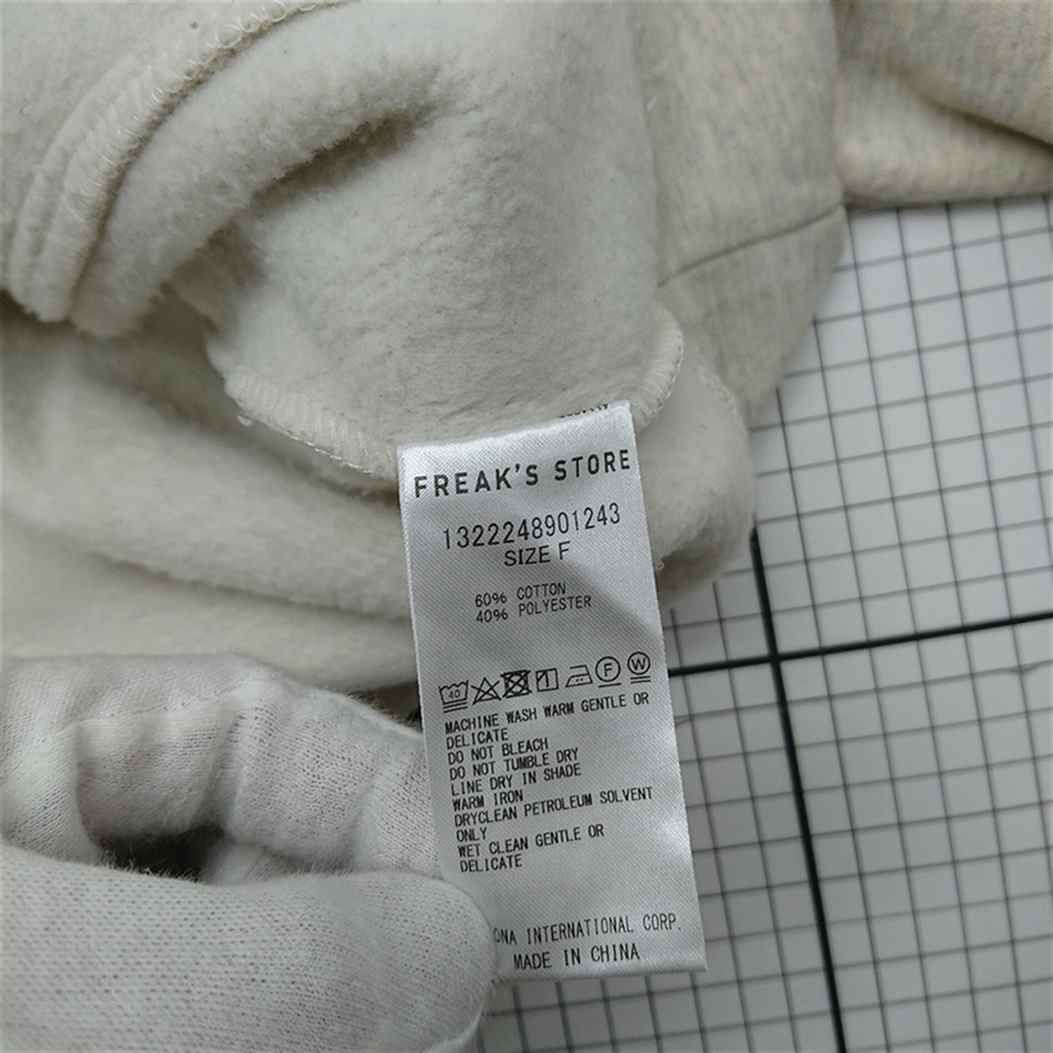 FREAK'S STORE
1322248901243
SIZE F
60% COTTON
40% POLYESTER
40
F
W
MACHINE WASH WARM GENTLE OR
DELICATE
DO NOT BLEACH
DO NOT TUMBLE DRY
LINE DRY IN SHADE
WARM IRON
DRYCLEAN PETROLEUM SOLVENT
ONLY
WET CLEAN GENTLE OR
DELICATE
INTERNATIONAL CORP.
MADE IN CHINA